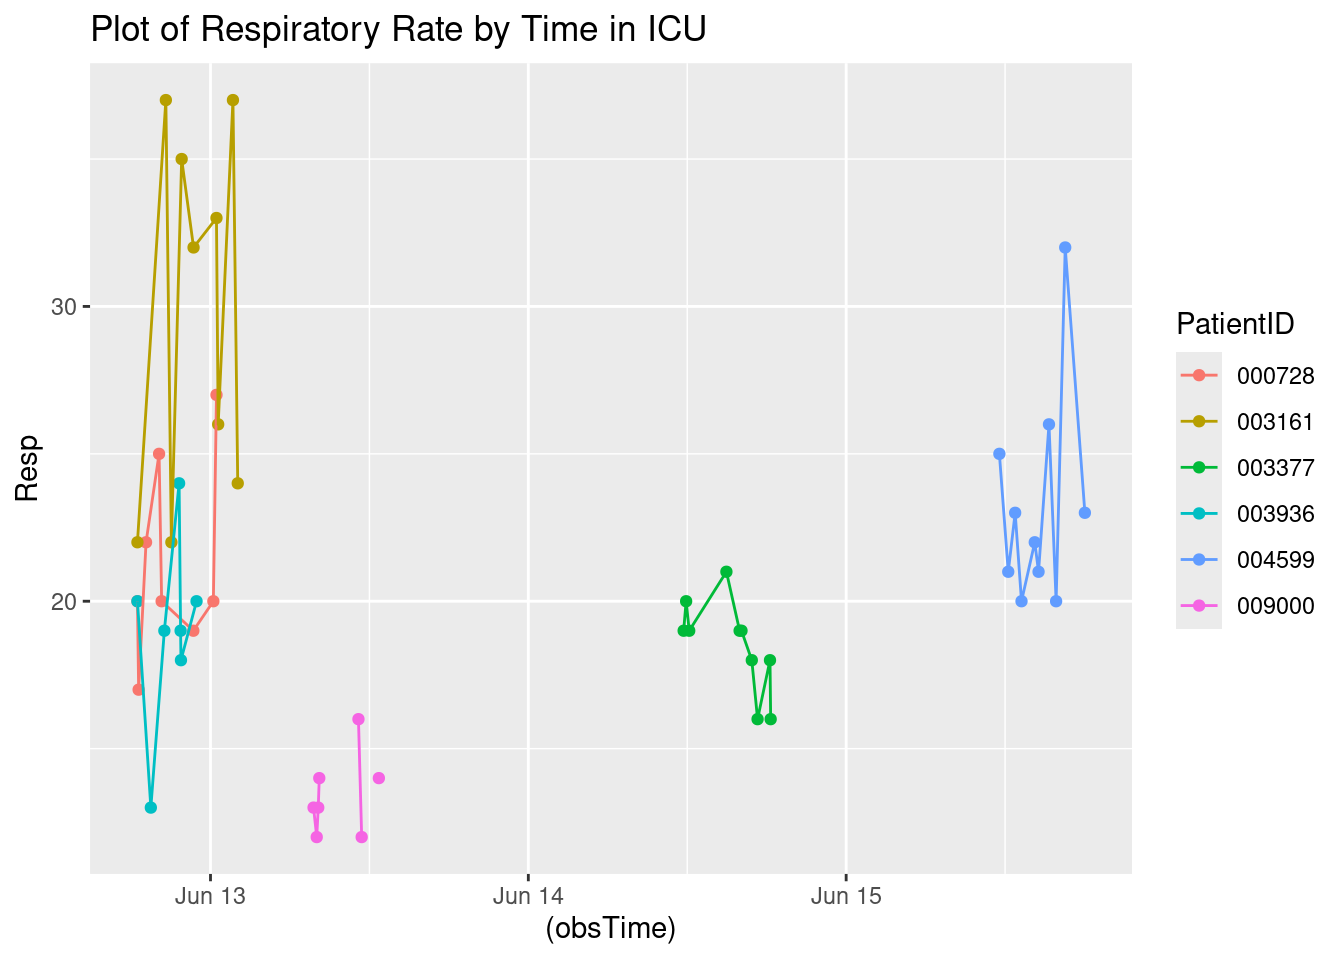 Plot of Respiratory Rate by Time in ICU
Resp
30
20
Jun 13
Jun 14
Jun 15
(obsTime)
PatientID
000728
003161
003377
003936
004599
009000